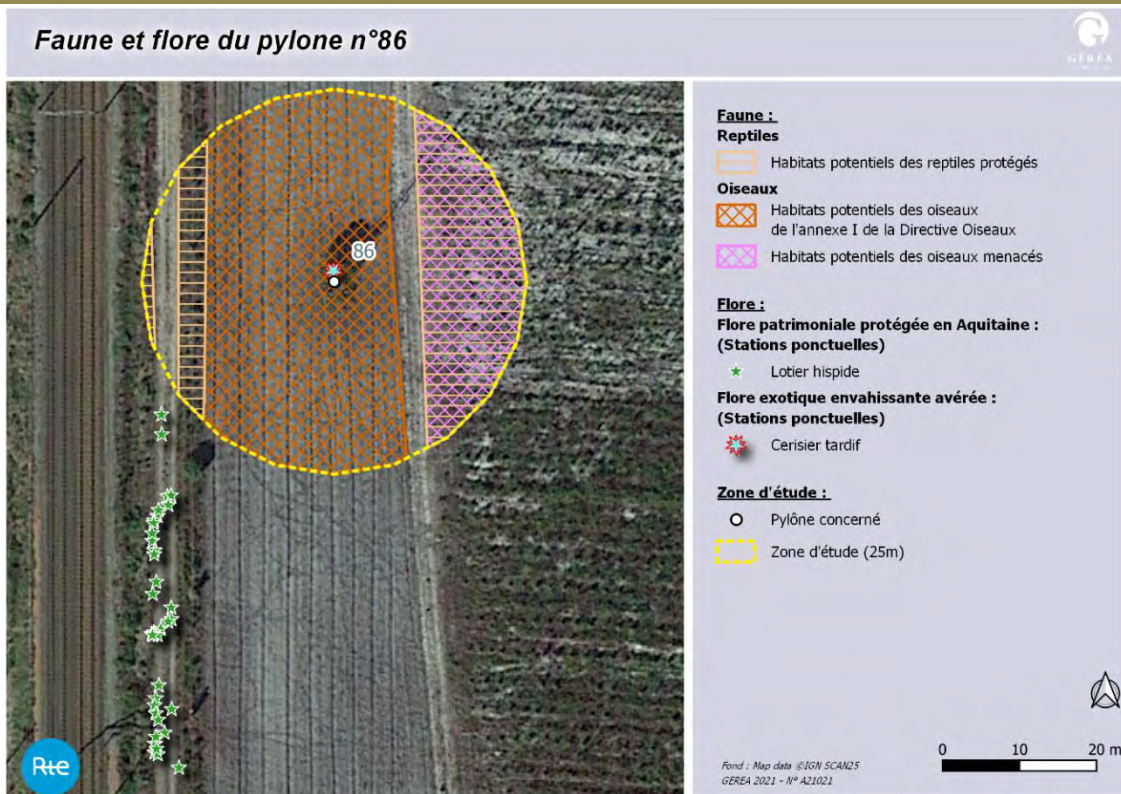 Faune et flore du pylone n°86
GEREA
86
Rte
Faune :
Reptiles
Habitats potentiels des reptiles protégés
Oiseaux
Habitats potentiels des oiseaux
de l'annexe I de la Directive Oiseaux
Habitats potentiels des oiseaux menacés
Flore :
Flore patrimoniale protégée en Aquitaine :
(Stations ponctuelles)
Lotier hispide
Flore exotique envahissante avérée :
(Stations ponctuelles)
Cerisier tardif
Zone d'étude :
Pylône concerné
Zone d'étude (25m)
0 10 20 m
Fond : Map data ©IGN SCAN25
GEREA 2021 - N° A21021